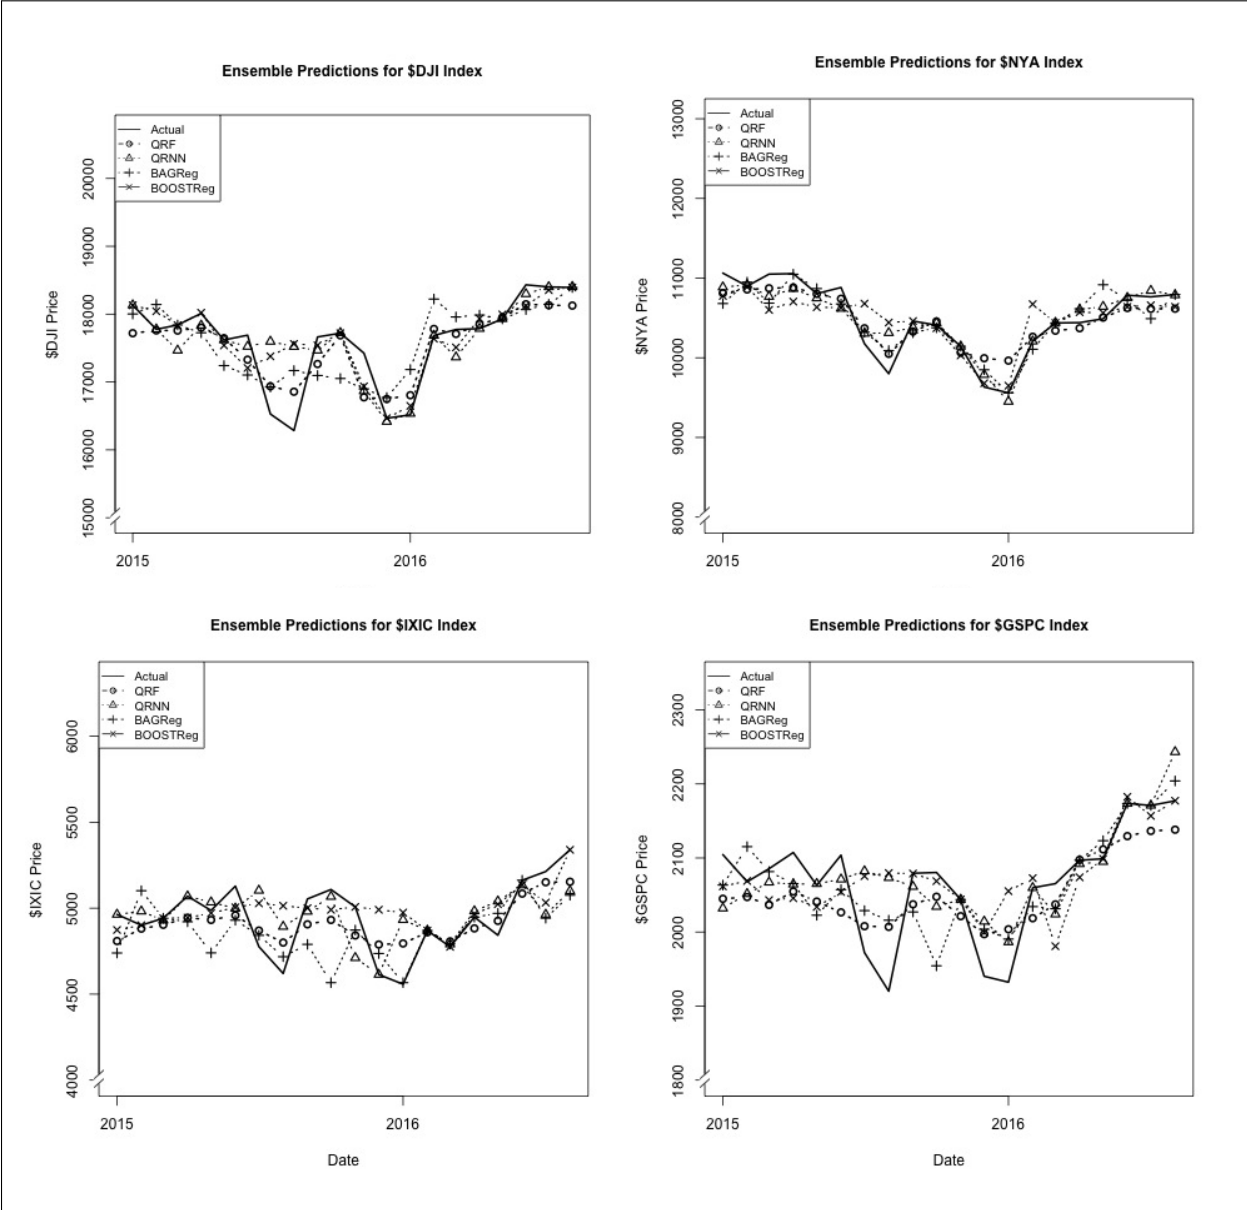 Ensemble Predictions for $DJI Index
Actual
QRF
QRNN
BAGReg
BOOSTReg
20000
19000
18000
17000
16000
15000
$DJI Price
2015
2016
Ensemble Predictions for $NYA Index
Actual
QRF
QRNN
BAGReg
BOOSTReg
13000
12000
11000
10000
9000
8000
$NYA Price
2015
2016
Ensemble Predictions for $IXIC Index
Actual
QRF
QRNN
BAGReg
BOOSTReg
6000
5500
5000
4500
4000
$IXIC Price
2015
2016
Date
Ensemble Predictions for $GSPC Index
Actual
QRF
QRNN
BAGReg
BOOSTReg
2300
2200
2100
2000
1900
1800
$GSPC Price
2015
2016
Date